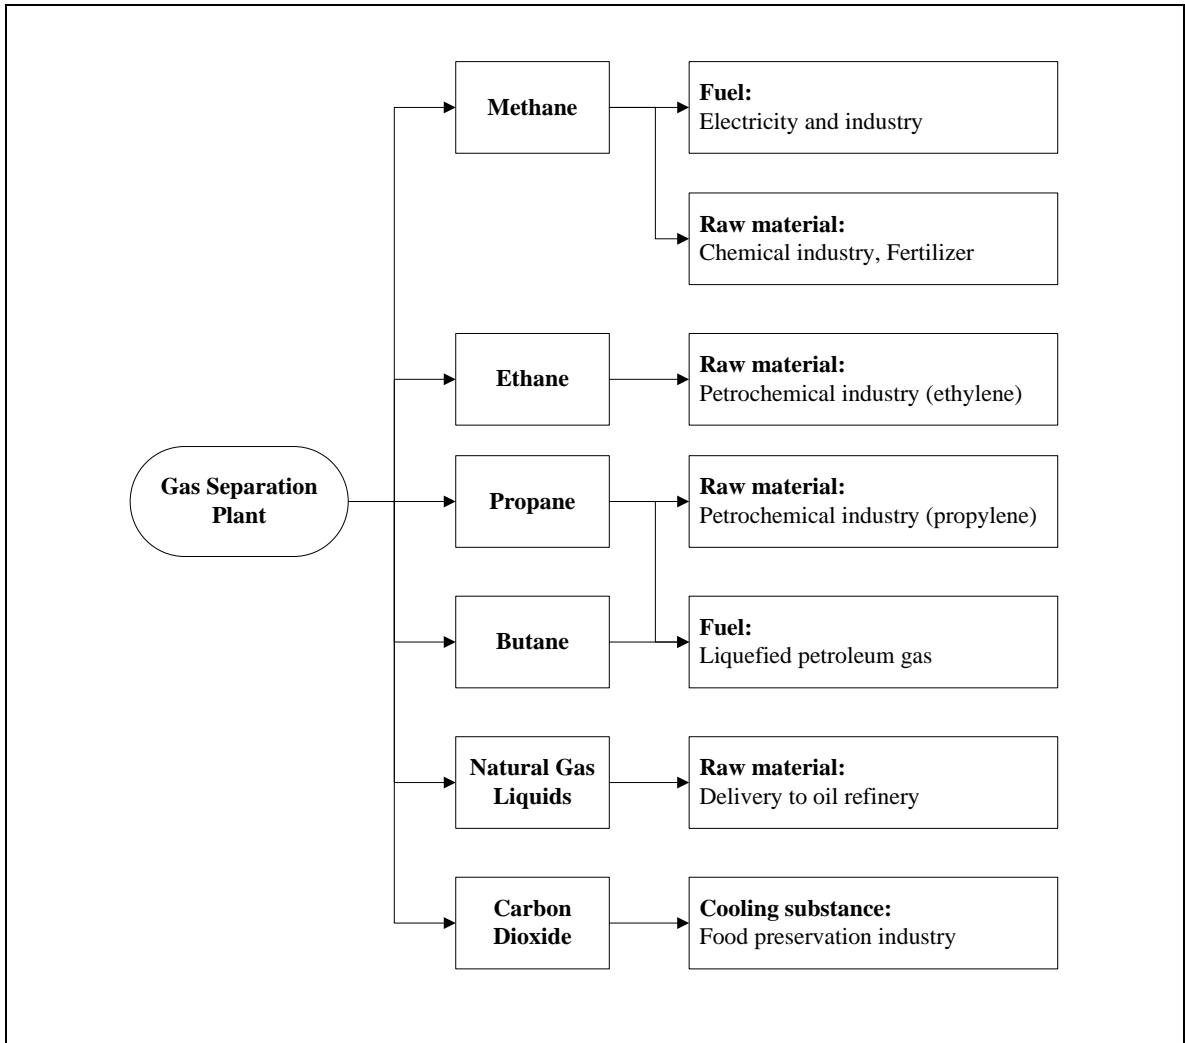 Methane
Fuel:
Electricity and industry
Raw material:
Chemical industry, Fertilizer
Ethane
Raw material:
Petrochemical industry (ethylene)
Gas Separation
Plant
Propane
Raw material:
Petrochemical industry (propylene)
Butane
Fuel:
Liquefied petroleum gas
Natural Gas
Liquids
Raw material:
Delivery to oil refinery
Carbon
Dioxide
Cooling substance:
Food preservation industry